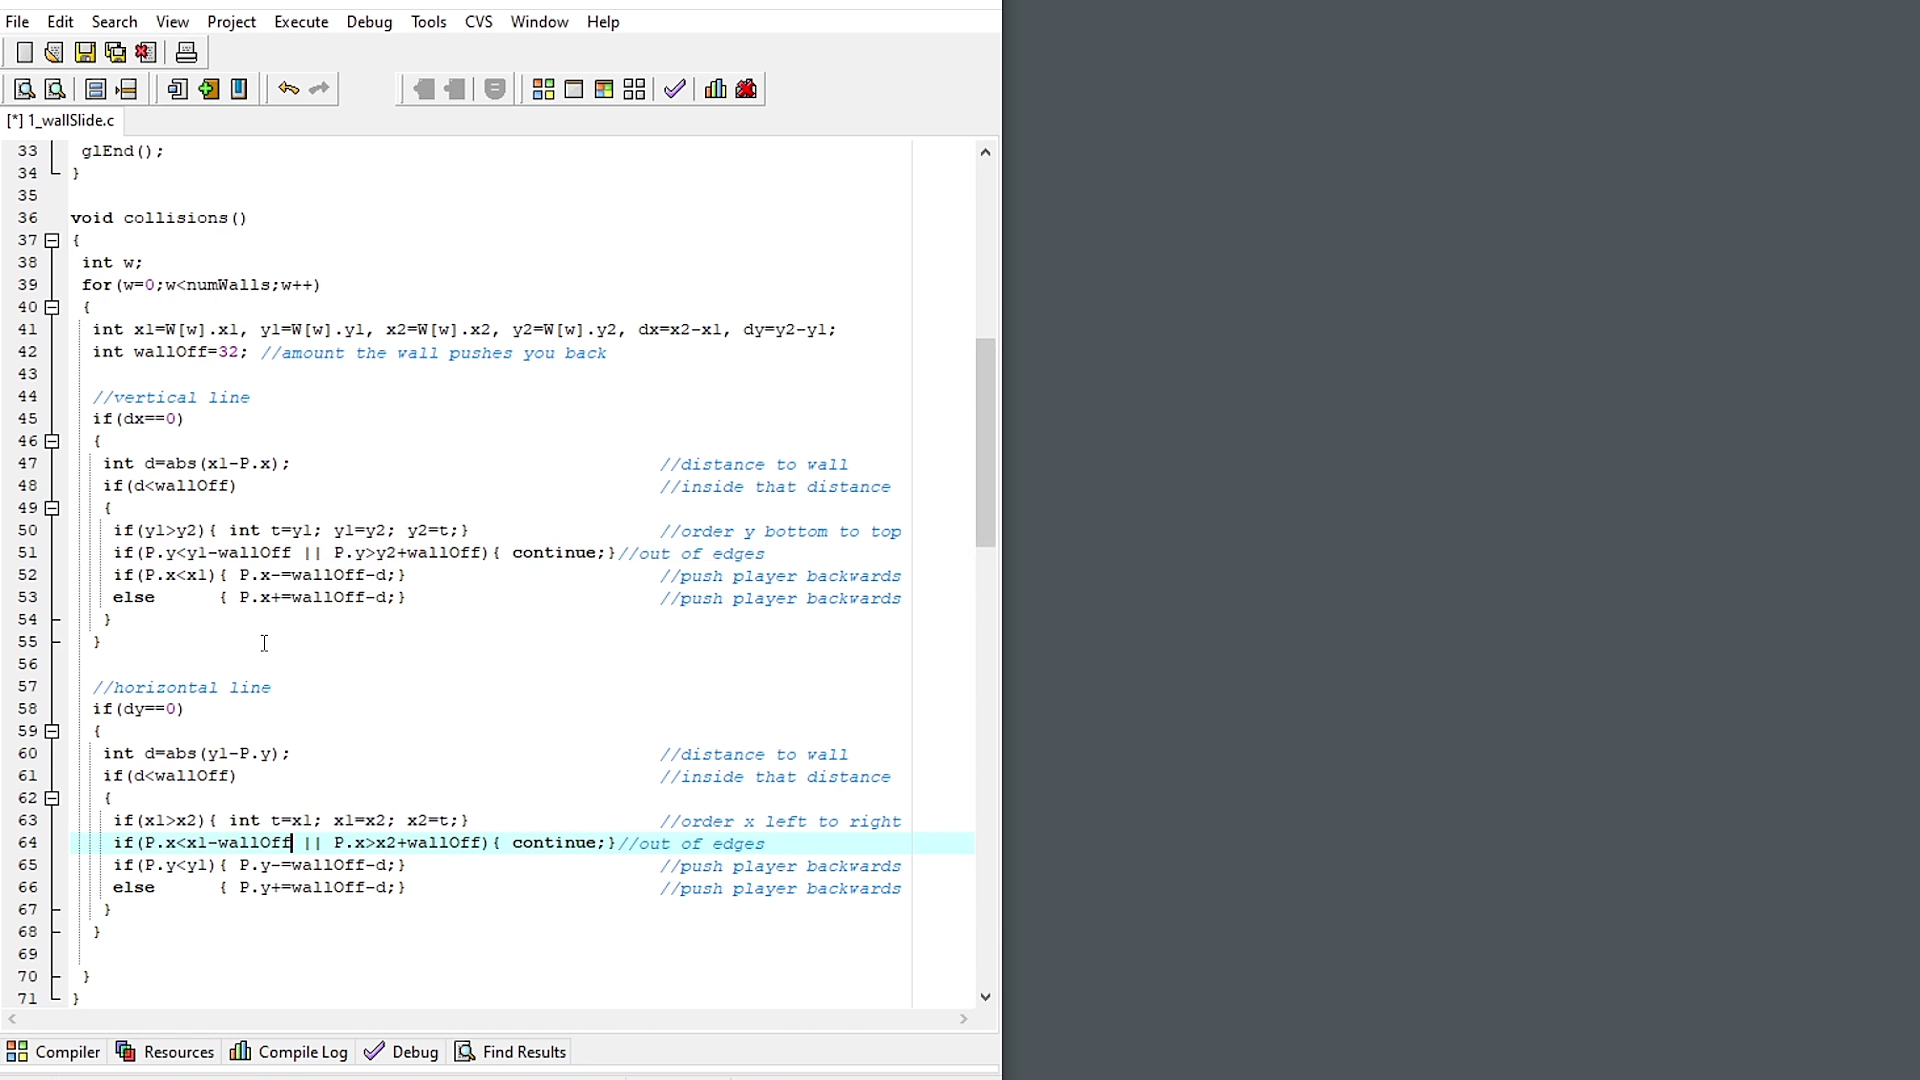 File Edit Search View Project Execute Debug Tools CVS Window Help
[*] 1_wallSlide.c
33 glEnd();
34 }
35
36 void collisions()
37 {
38 int w;
39 for(w=0;w<numWalls;w++)
40 {
41 int x1=W[w].x1, y1=W[w].y1, x2=W[w].x2, y2=W[w].y2, dx=x2-x1, dy=y2-y1;
42 int wallOff=32; //amount the wall pushes you back
43
44 //vertical line
45 if(dx==0)
46 {
47 int d=abs(x1-P.x); //distance to wall
48 if(d<wallOff) //inside that distance
49 {
50 if(y1>y2){ int t=y1; y1=y2; y2=t;} //order y bottom to top
51 if(P.y<y1-wallOff || P.y>y2+wallOff){ continue;}//out of edges
52 if(P.x<x1){ P.x-=wallOff-d;} //push player backwards
53 else { P.x+=wallOff-d;} //push player backwards
54 }
55 }
56
57 //horizontal line
58 if(dy==0)
59 {
60 int d=abs(y1-P.y); //distance to wall
61 if(d<wallOff) //inside that distance
62 {
63 if(x1>x2){ int t=x1; x1=x2; x2=t;} //order x left to right
64 if(P.x<x1-wallOff || P.x>x2+wallOff){ continue;}//out of edges
65 if(P.y<y1){ P.y-=wallOff-d;} //push player backwards
66 else { P.y+=wallOff-d;} //push player backwards
67 }
68 }
69
70 }
71 }
Compiler Resources Compile Log Debug Find Results